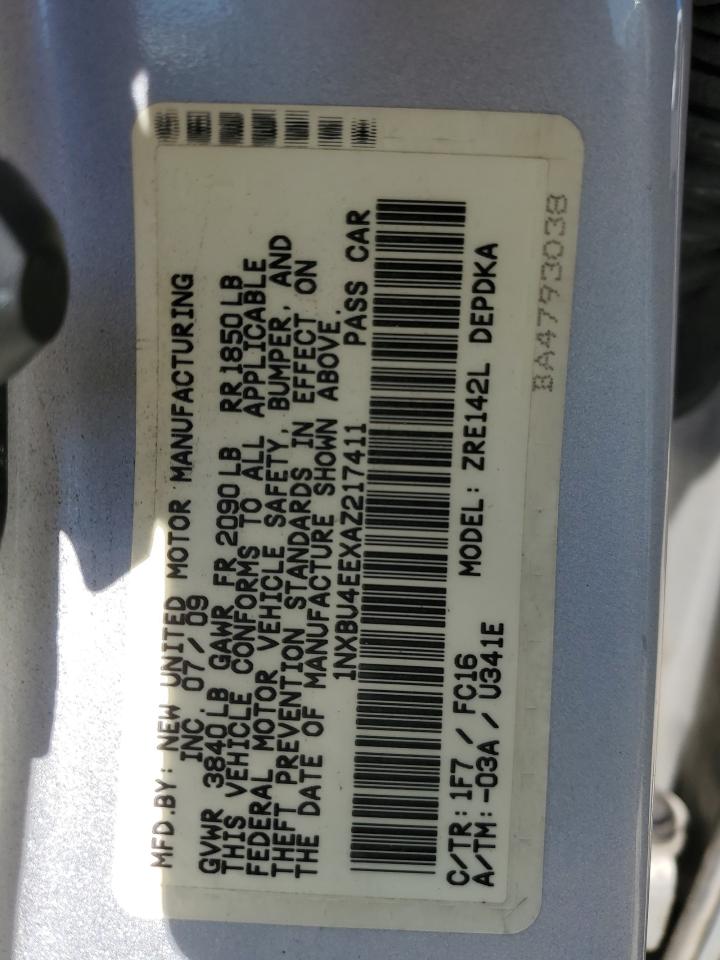 MFD.BY: NEW UNITED MOTOR MANUFACTURING
INC. 07/09
GVWR 3840LB GAWR FR 2090LB RR1850LB
THIS VEHICLE CONFORMS TO ALL APPLICABLE
FEDERAL MOTOR VEHICLE SAFETY, BUMPER, AND
THEFT PREVENTION STANDARDS IN EFFECT ON
THE DATE OF MANUFACTURE SHOWN ABOVE.
1NXBU4EEXAZ217411 PASS CAR
C/TR:1F7 / FC16 MODEL: ZRE142L DEPDKA
A/TM:-03A / U341E
BA4793038